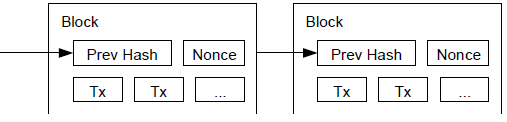 Block
Prev Hash Nonce
Tx Tx ...
Block
Prev Hash Nonce
Tx Tx ...